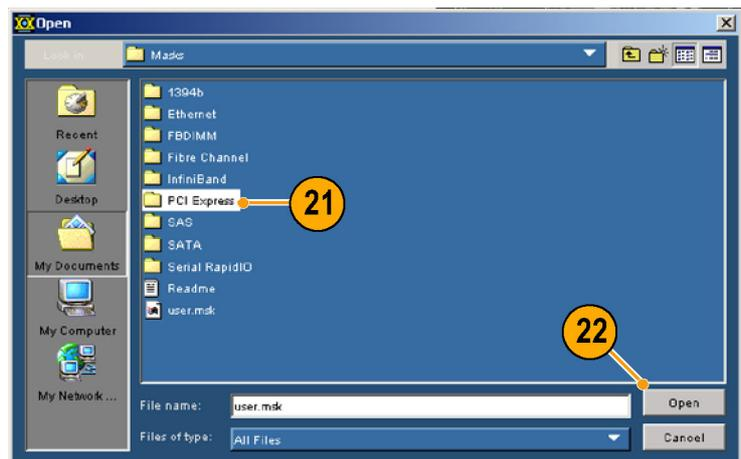 Open
Look in:
Masks
Recent
Desktop
My Documents
My Computer
My Network ...
1394b
Ethernet
FBDIMM
Fibre Channel
InfiniBand
PCI Express
SAS
SATA
Serial RapidIO
Readme
user.msk
21
22
File name:
user.msk
Open
Files of type:
All Files
Cancel